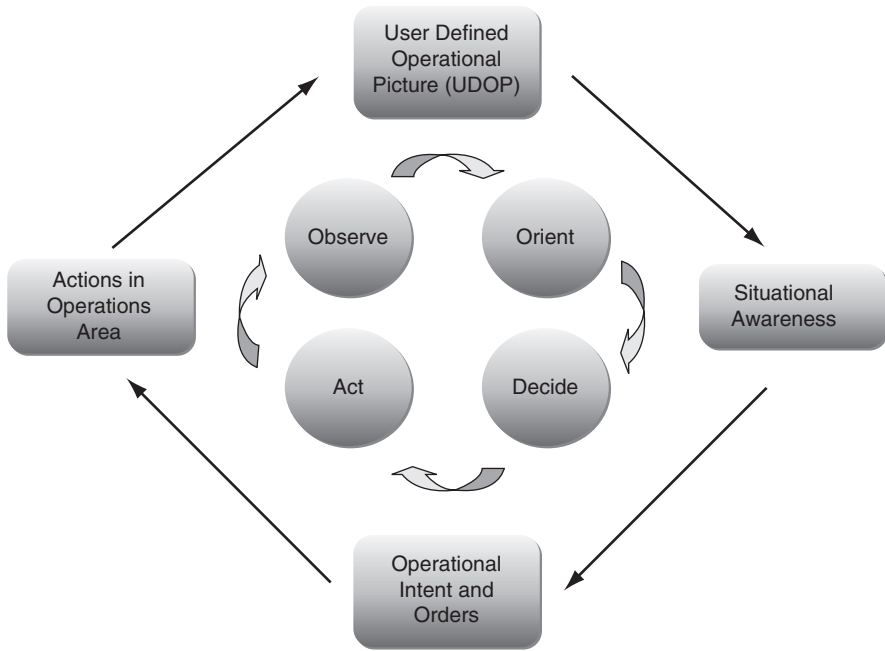 User Defined
Operational
Picture (UDOP)
Observe
Orient
Actions in
Operations
Area
Situational
Awareness
Act
Decide
Operational
Intent and
Orders